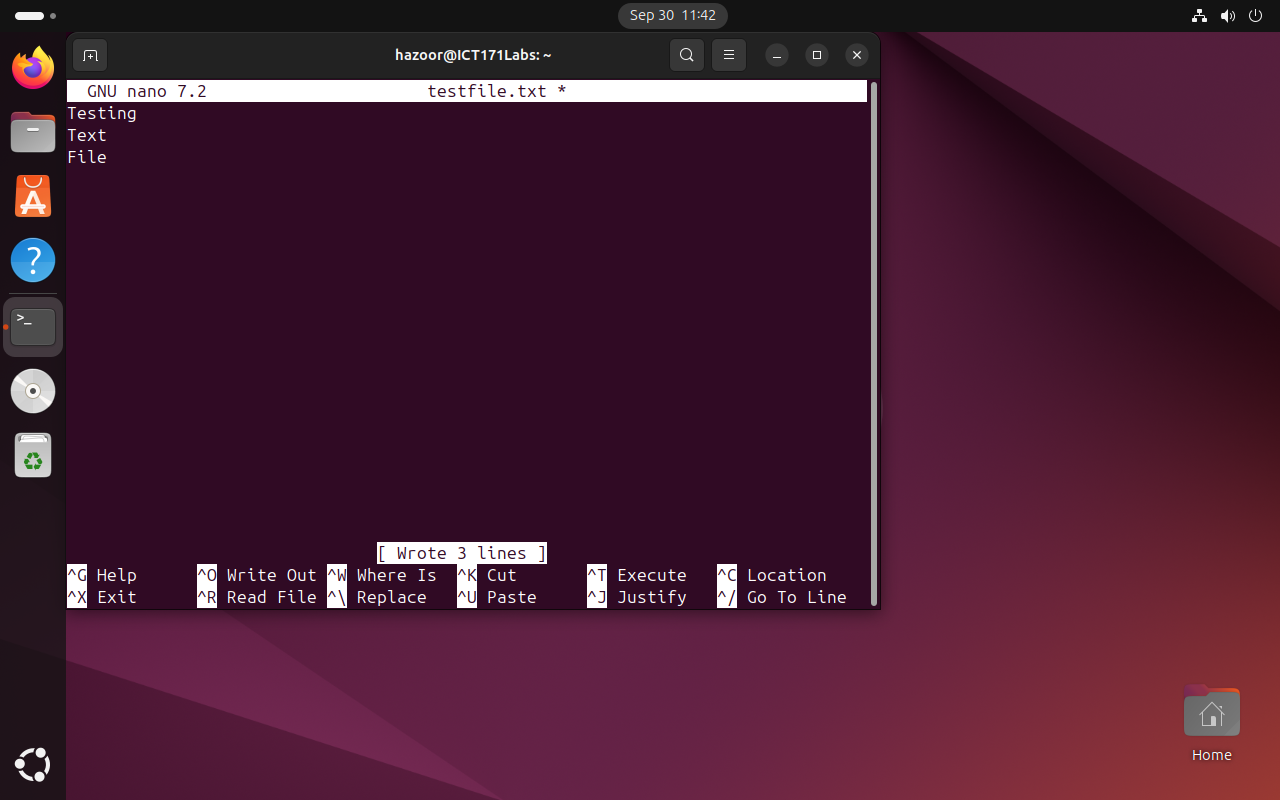 Sep 30 11:42
hazoor@ICT171Labs: ~
GNU nano 7.2 testfile.txt *
Testing
Text
File
[ Wrote 3 lines ]
^G Help ^O Write Out ^W Where Is ^K Cut ^T Execute ^C Location
^X Exit ^R Read File ^\ Replace ^U Paste ^J Justify ^/ Go To Line
Home